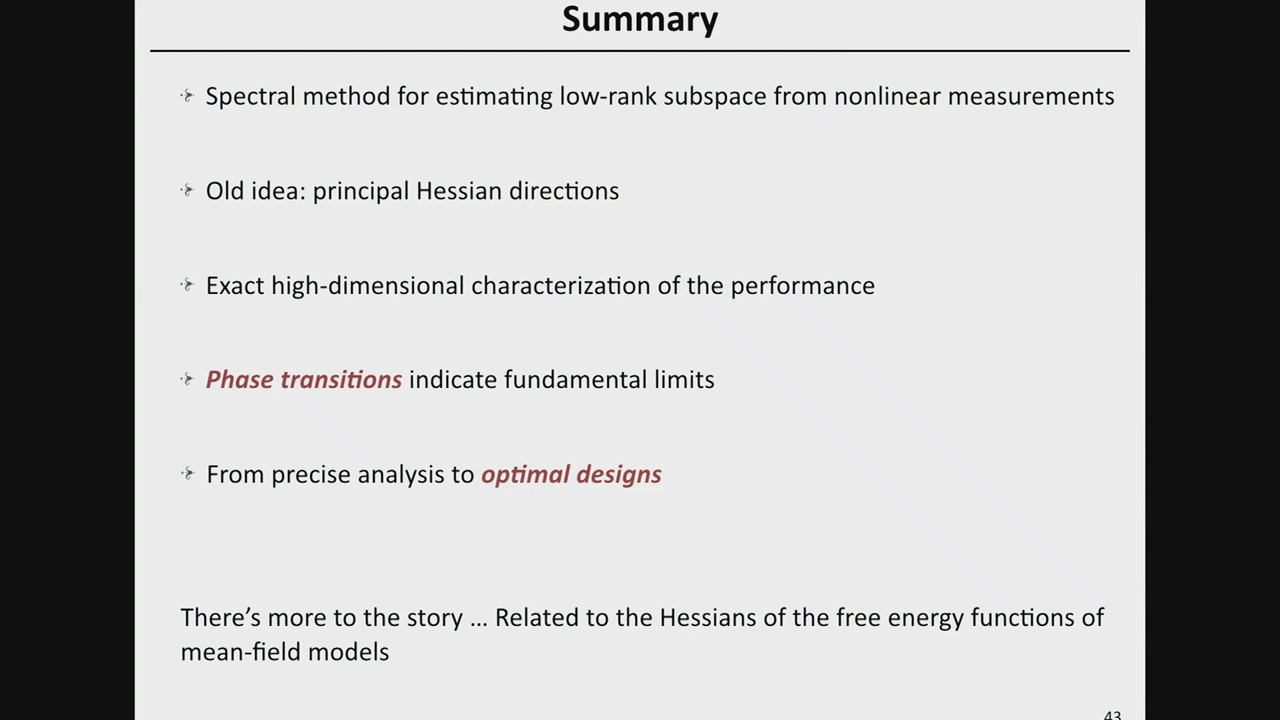 Summary
Spectral method for estimating low-rank subspace from nonlinear measurements
Old idea: principal Hessian directions
Exact high-dimensional characterization of the performance
Phase transitions indicate fundamental limits
From precise analysis to optimal designs
There’s more to the story ... Related to the Hessians of the free energy functions of
mean-field models
43